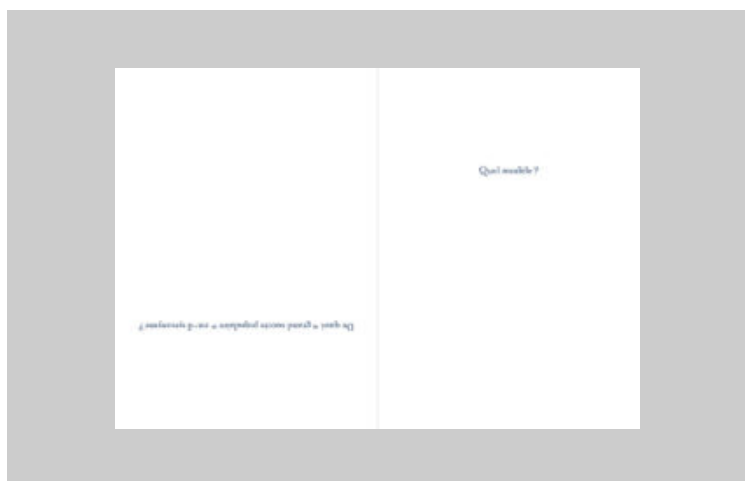 De quoi « grand succès populaire » est-il synonyme ?
Quel modèle ?